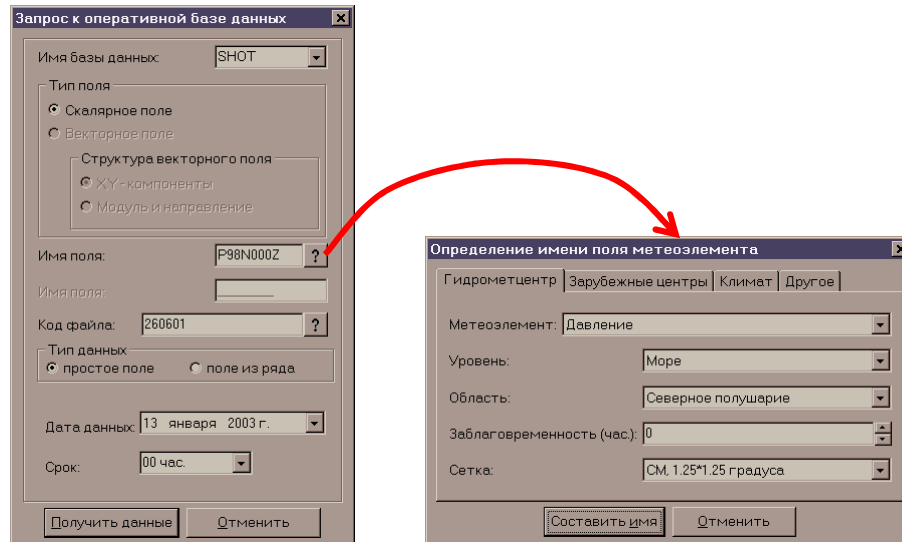 Запрос к оперативной базе данных
Имя базы данных: SHOT
Тип поля
Скалярное поле
Векторное поле
Структура векторного поля
XY-компоненты
Модуль и направление
Имя поля: P98N000Z ?
Имя поля:
Код файла: 260601 ?
Тип данных
простое поле поле из ряда
Дата данных: 13 января 2003 г.
Срок: 00 час.
Получить данные Отменить
Определение имени поля метеоэлемента
Гидрометцентр Зарубежные центры Климат Другое
Метеоэлемент: Давление
Уровень: Море
Область: Северное полушарие
Заблаговременность (час.): 0
Сетка: СМ, 1.25*1.25 градуса
Составить имя Отменить